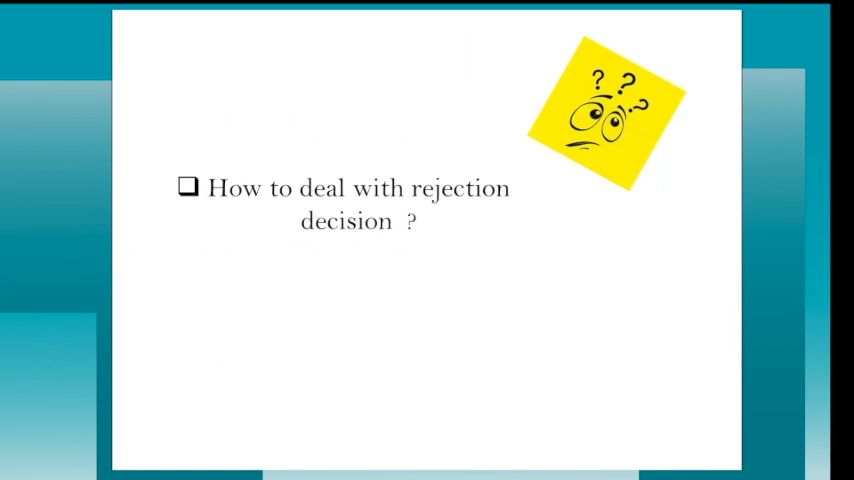 ? ? ?
❑ How to deal with rejection
decision ?